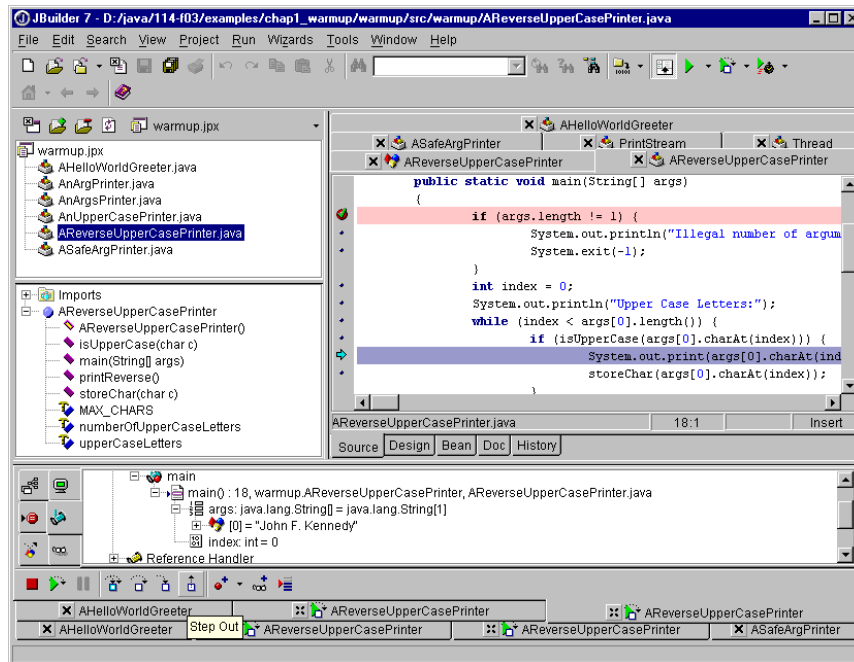 JBuilder 7 - D:/java/114-f03/examples/chap1_warmup/warmup/src/warmup/AReverseUpperCasePrinter.java
File Edit Search View Project Run Wizards Tools Window Help
warmup.jpx
warmup.jpx
AHelloWorldGreeter.java
AnArgPrinter.java
AnArgsPrinter.java
AnUpperCasePrinter.java
AReverseUpperCasePrinter.java
ASafeArgPrinter.java
Imports
AReverseUpperCasePrinter
AReverseUpperCasePrinter()
isUpperCase(char c)
main(String[] args)
printReverse()
storeChar(char c)
MAX_CHARS
numberOfUpperCaseLetters
upperCaseLetters
AHelloWorldGreeter
ASafeArgPrinter PrintStream Thread
AReverseUpperCasePrinter AReverseUpperCasePrinter
public static void main(String[] args)
{
if (args.length != 1) {
System.out.println("Illegal number of argum
System.exit(-1);
}
int index = 0;
System.out.println("Upper Case Letters:");
while (index < args[0].length()) {
if (isUpperCase(args[0].charAt(index))) {
System.out.print(args[0].charAt(ind
storeChar(args[0].charAt(index));
}
AReverseUpperCasePrinter.java 18:1 Insert
Source Design Bean Doc History
main
main() : 18, warmup.AReverseUpperCasePrinter, AReverseUpperCasePrinter.java
args: java.lang.String[] = java.lang.String[1]
[0] = "John F. Kennedy"
index: int = 0
Reference Handler
AHelloWorldGreeter AReverseUpperCasePrinter AReverseUpperCasePrinter
Step Out
AHelloWorldGreeter AReverseUpperCasePrinter AReverseUpperCasePrinter ASafeArgPrinter